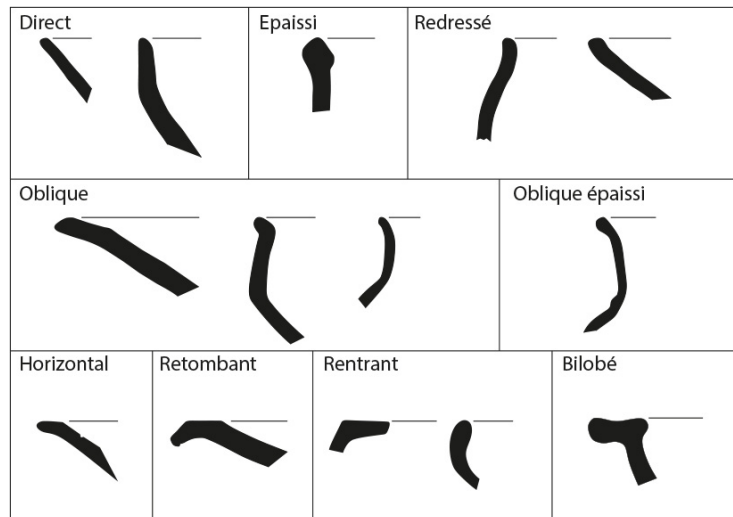 Direct
Epaissi
Redressé
Oblique
Oblique épaissi
Horizontal
Retombant
Rentrant
Bilobé